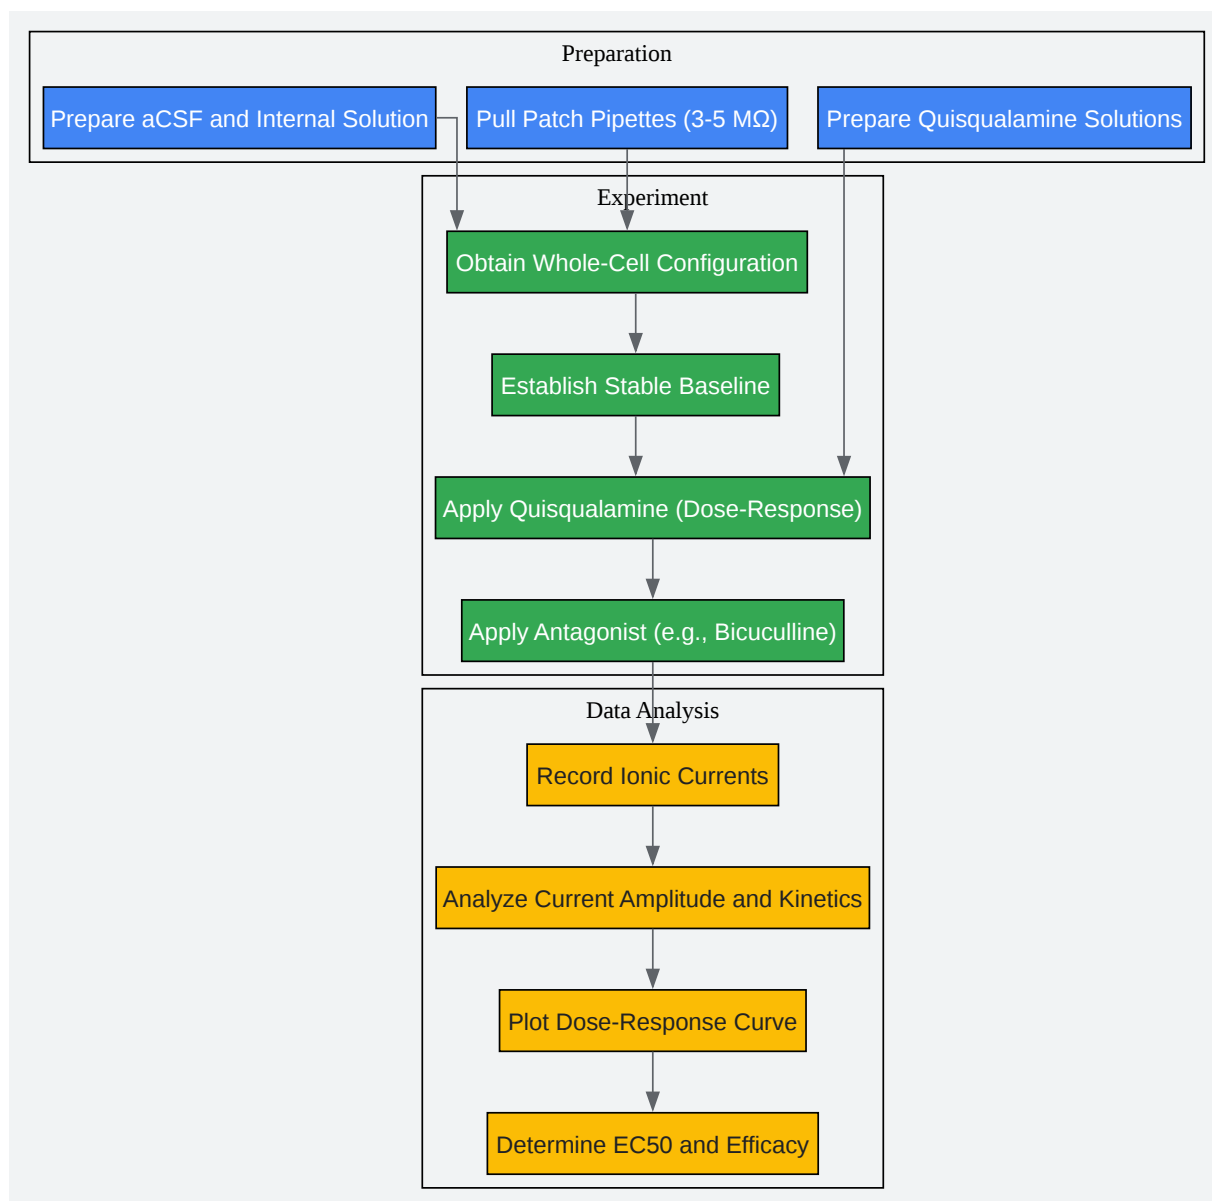 Preparation
Prepare aCSF and Internal Solution
Pull Patch Pipettes (3-5 MΩ)
Prepare Quisqualamine Solutions
Experiment
Obtain Whole-Cell Configuration
Establish Stable Baseline
Apply Quisqualamine (Dose-Response)
Apply Antagonist (e.g., Bicuculline)
Data Analysis
Record Ionic Currents
Analyze Current Amplitude and Kinetics
Plot Dose-Response Curve
Determine EC50 and Efficacy